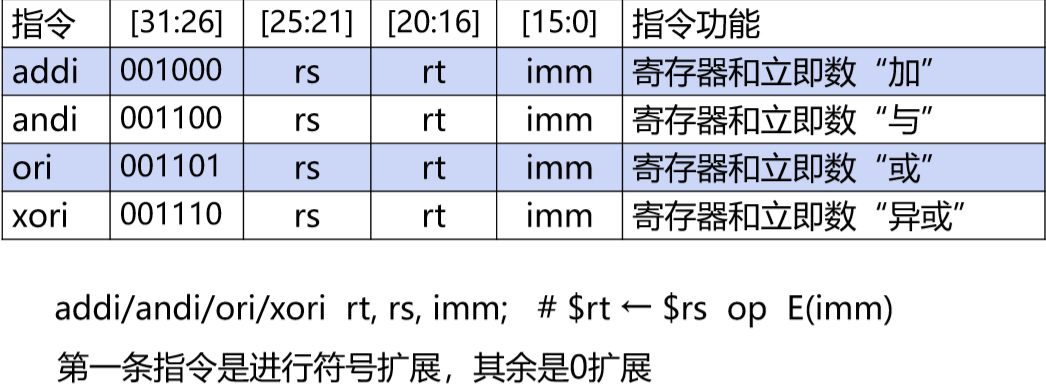 指令 [31:26] [25:21] [20:16] [15:0] 指令功能
addi 001000 rs rt imm 寄存器和立即数“加”
andi 001100 rs rt imm 寄存器和立即数“与”
ori 001101 rs rt imm 寄存器和立即数“或”
xori 001110 rs rt imm 寄存器和立即数“异或”
addi/andi/ori/xori rt, rs, imm; # $rt ← $rs op E(imm)
第一条指令是进行符号扩展，其余是0扩展